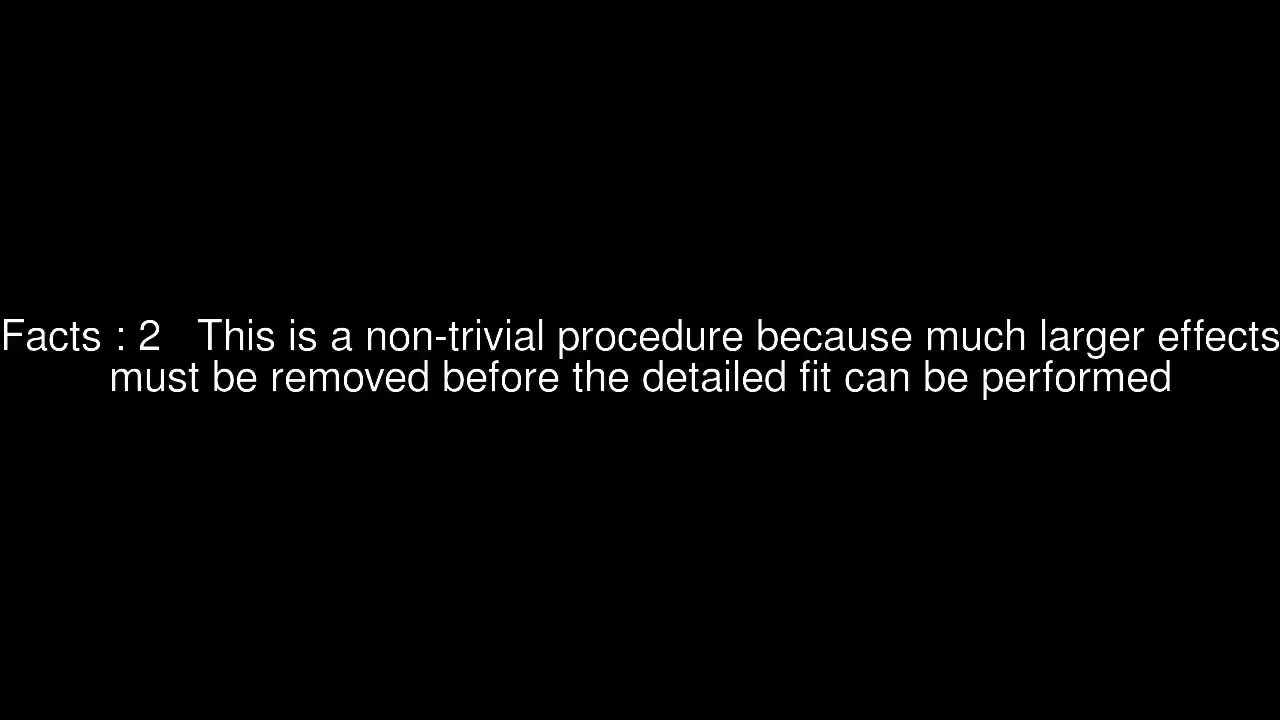 Facts : 2   This is a non-trivial procedure because much larger effects
must be removed before the detailed fit can be performed